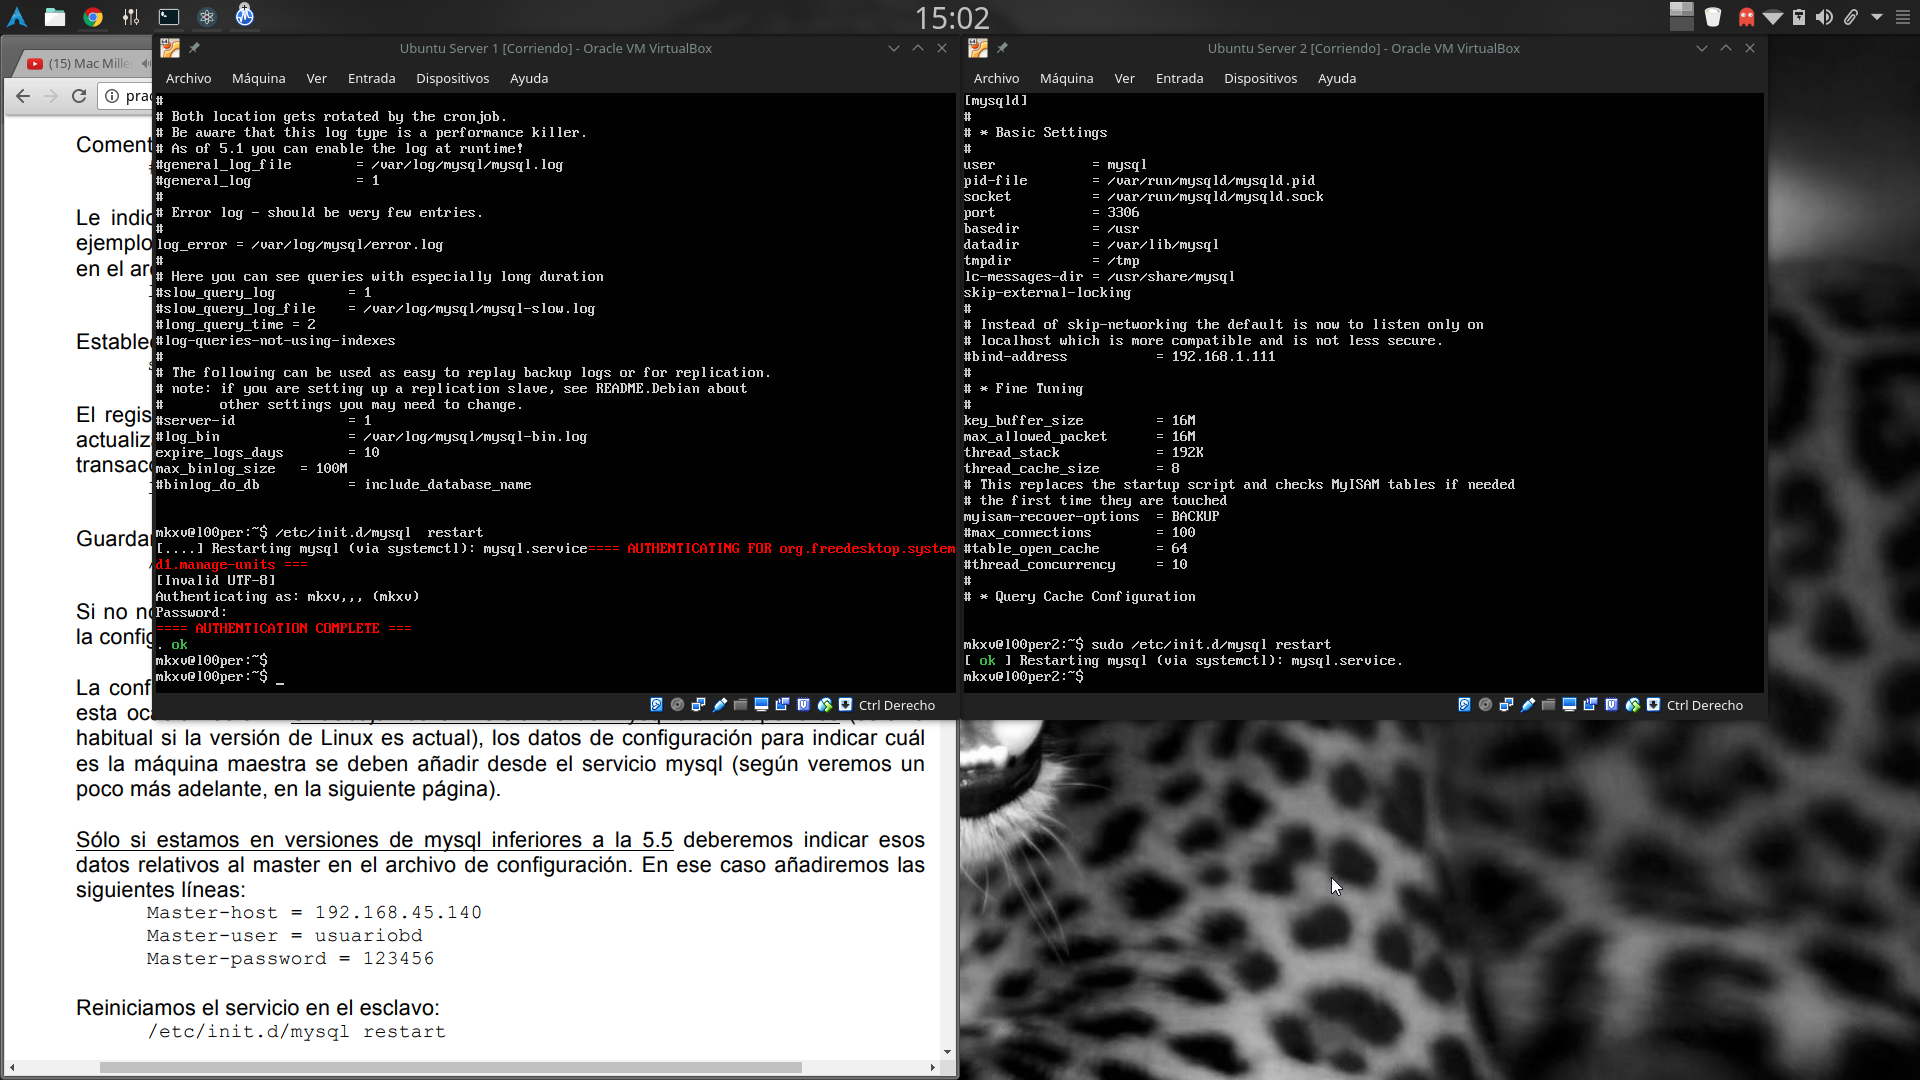 15:02
Ubuntu Server 1 [Corriendo] - Oracle VM VirtualBox
Archivo Máquina Ver Entrada Dispositivos Ayuda
#
# Both location gets rotated by the cronjob.
# Be aware that this log type is a performance killer.
# As of 5.1 you can enable the log at runtime!
#general_log_file = /var/log/mysql/mysql.log
#general_log = 1
#
# Error log - should be very few entries.
#
log_error = /var/log/mysql/error.log
#
# Here you can see queries with especially long duration
#slow_query_log = 1
#slow_query_log_file = /var/log/mysql/mysql-slow.log
#long_query_time = 2
#log-queries-not-using-indexes
#
# The following can be used as easy to replay backup logs or for replication.
# note: if you are setting up a replication slave, see README.Debian about
# other settings you may need to change.
#server-id = 1
#log_bin = /var/log/mysql/mysql-bin.log
expire_logs_days = 10
max_binlog_size = 100M
#binlog_do_db = include_database_name
mkxv@l00per:~$ /etc/init.d/mysql  restart
[....] Restarting mysql (via systemctl): mysql.service==== AUTHENTICATING FOR org.freedesktop.system
d1.manage-units ===
[Invalid UTF-8]
Authenticating as: mkxv,,, (mkxv)
Password:
==== AUTHENTICATION COMPLETE ===
. ok
mkxv@l00per:~$
mkxv@l00per:~$ _
Ctrl Derecho
Ubuntu Server 2 [Corriendo] - Oracle VM VirtualBox
Archivo Máquina Ver Entrada Dispositivos Ayuda
[mysqld]
#
# * Basic Settings
#
user = mysql
pid-file = /var/run/mysqld/mysqld.pid
socket = /var/run/mysqld/mysqld.sock
port = 3306
basedir = /usr
datadir = /var/lib/mysql
tmpdir = /tmp
lc-messages-dir = /usr/share/mysql
skip-external-locking
#
# Instead of skip-networking the default is now to listen only on
# localhost which is more compatible and is not less secure.
#bind-address = 192.168.1.111
#
# * Fine Tuning
#
key_buffer_size = 16M
max_allowed_packet = 16M
thread_stack = 192K
thread_cache_size = 8
# This replaces the startup script and checks MyISAM tables if needed
# the first time they are touched
myisam-recover-options = BACKUP
#max_connections = 100
#table_open_cache = 64
#thread_concurrency = 10
#
# * Query Cache Configuration
mkxv@l00per2:~$ sudo /etc/init.d/mysql restart
[ ok ] Restarting mysql (via systemctl): mysql.service.
mkxv@l00per2:~$
Ctrl Derecho
(15) Mac Mille
prac
Coment
Le indic
ejemplo
en el arc
Establec
El regis
actualiza
transacc
Guardar
Si no no
la config
La conf
esta oca
habitual si la versión de Linux es actual), los datos de configuración para indicar cuál
es la máquina maestra se deben añadir desde el servicio mysql (según veremos un
poco más adelante, en la siguiente página).
Sólo si estamos en versiones de mysql inferiores a la 5.5 deberemos indicar esos
datos relativos al master en el archivo de configuración. En ese caso añadiremos las
siguientes líneas:
Master-host = 192.168.45.140
Master-user = usuariobd
Master-password = 123456
Reiniciamos el servicio en el esclavo:
/etc/init.d/mysql restart